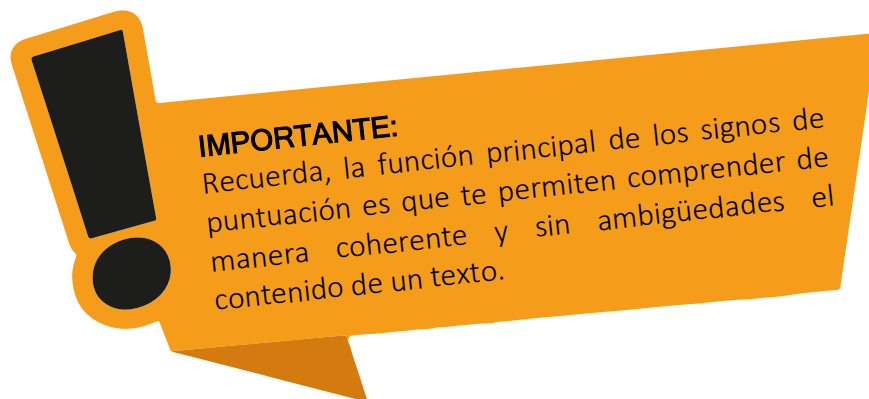 IMPORTANTE:
Recuerda, la función principal de los signos de
puntuación es que te permiten comprender de
manera coherente y sin ambigüedades el
contenido de un texto.